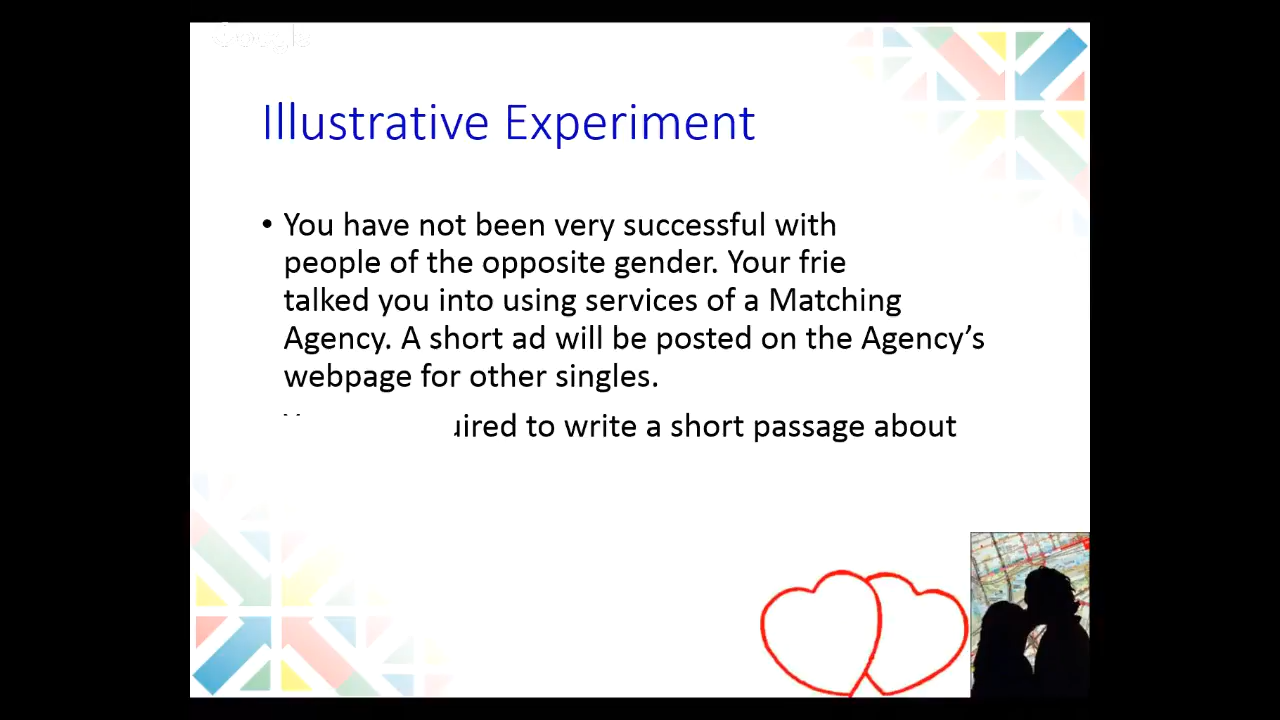 Illustrative Experiment
• You have not been very successful with
people of the opposite gender. Your frie
talked you into using services of a Matching
Agency. A short ad will be posted on the Agency’s
webpage for other singles.
to write a short passage about